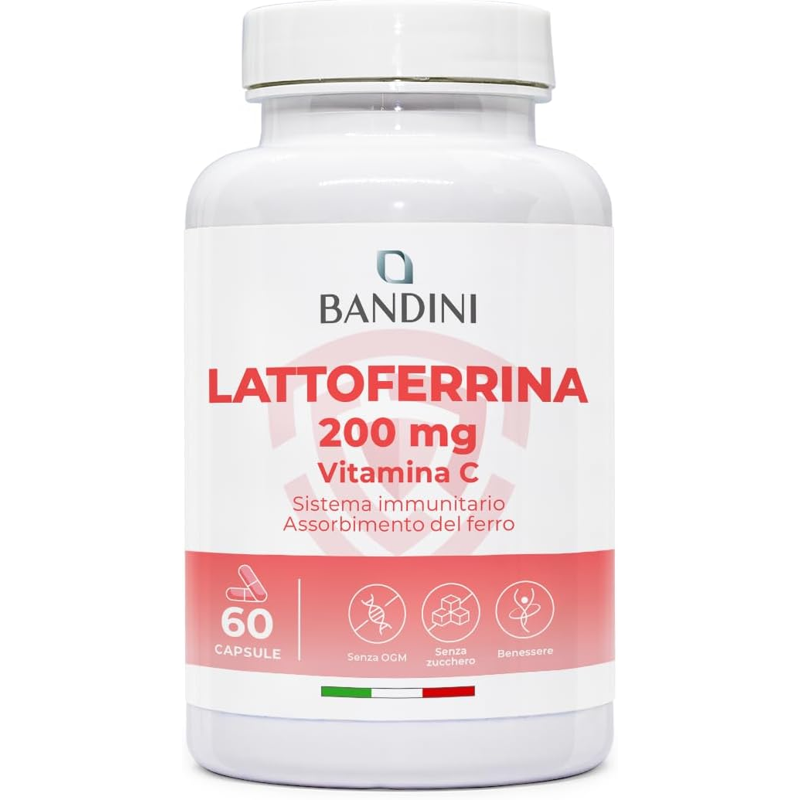 BANDINI
LATTOFERRINA
200 mg
Vitamina C
Sistema immunitario
Assorbimento del ferro
60
CAPSULE
Senza OGM
Senza
zucchero
Benessere